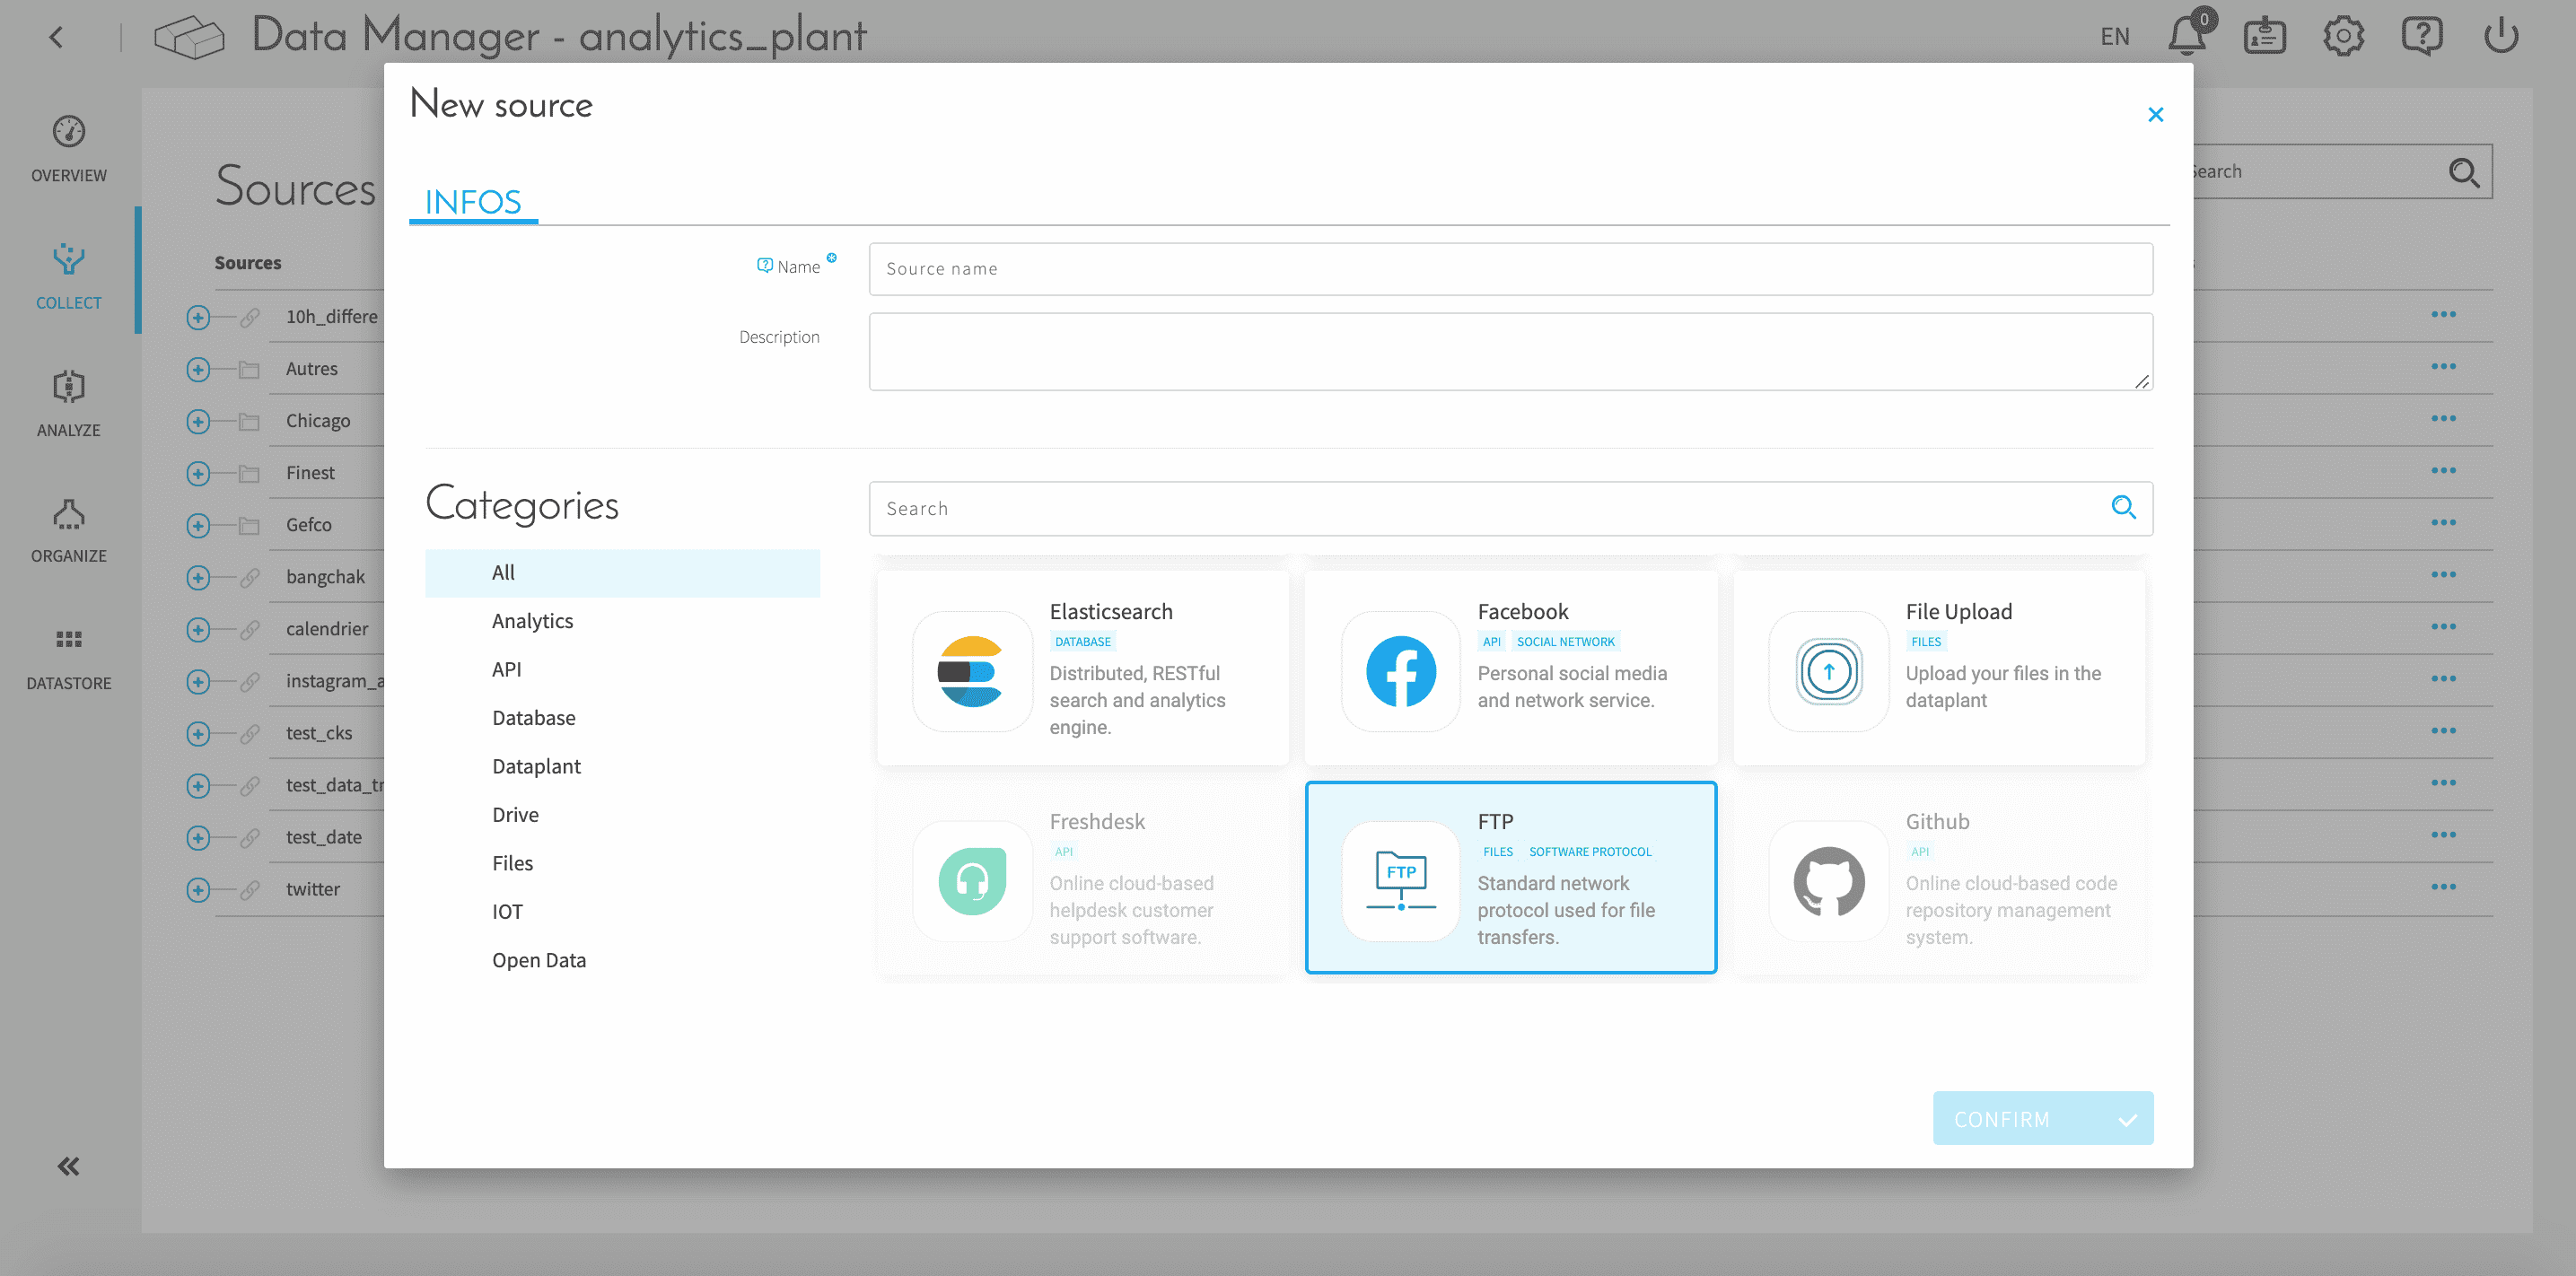 Data Manager - analytics_plant
EN
0
OVERVIEW
COLLECT
ANALYZE
ORGANIZE
DATASTORE
Sources
Search
Sources
10h_differe
Autres
Chicago
Finest
Gefco
bangchak
calendrier
instagram_a
test_cks
test_data_tr
test_date
twitter
New source
INFOS
Name
Source name
Description
Categories
Search
All
Analytics
API
Database
Dataplant
Drive
Files
IOT
Open Data
Elasticsearch
DATABASE
Distributed, RESTful
search and analytics
engine.
Facebook
API SOCIAL NETWORK
Personal social media
and network service.
File Upload
FILES
Upload your files in the
dataplant
Freshdesk
API
Online cloud-based
helpdesk customer
support software.
FTP
FILES SOFTWARE PROTOCOL
FTP
Standard network
protocol used for file
transfers.
Github
API
Online cloud-based code
repository management
system.
CONFIRM